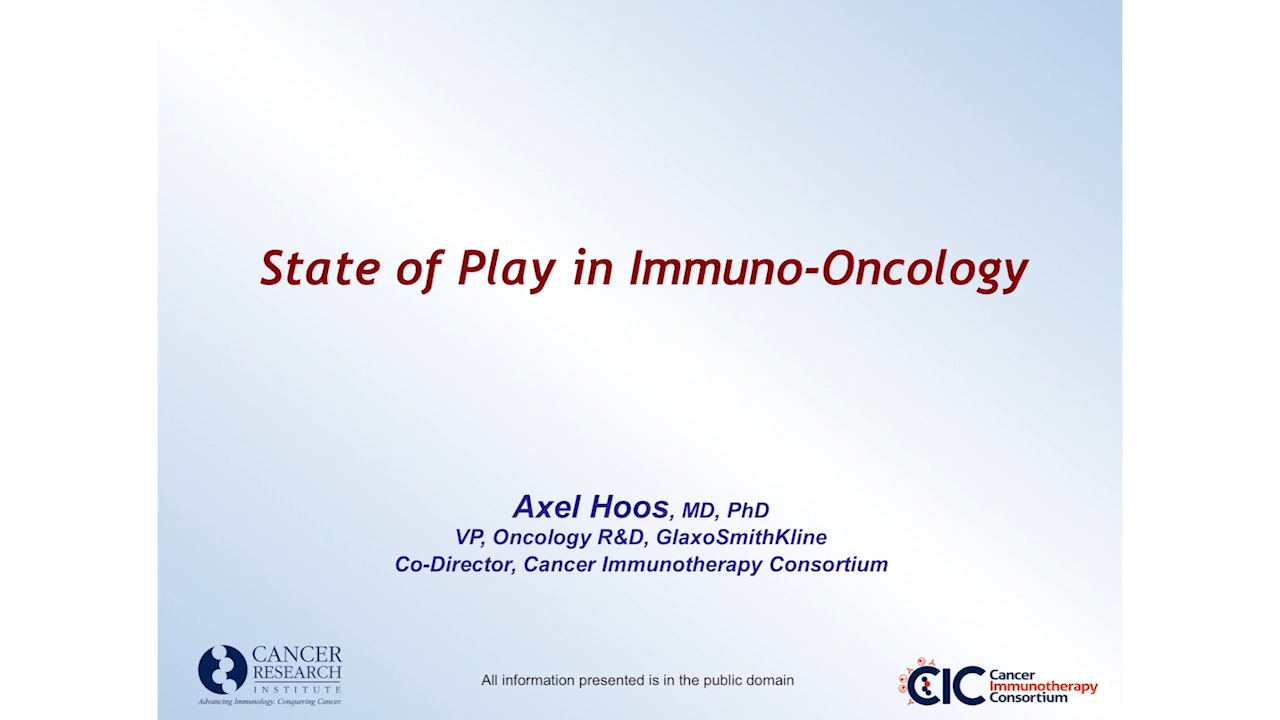 State of Play in Immuno-Oncology
Axel Hoos, MD, PhD
VP, Oncology R&D, GlaxoSmithKline
Co-Director, Cancer Immunotherapy Consortium
CANCER
RESEARCH
INSTITUTE
Advancing Immunology. Conquering Cancer.
All information presented is in the public domain
CIC Cancer
Immunotherapy
Consortium